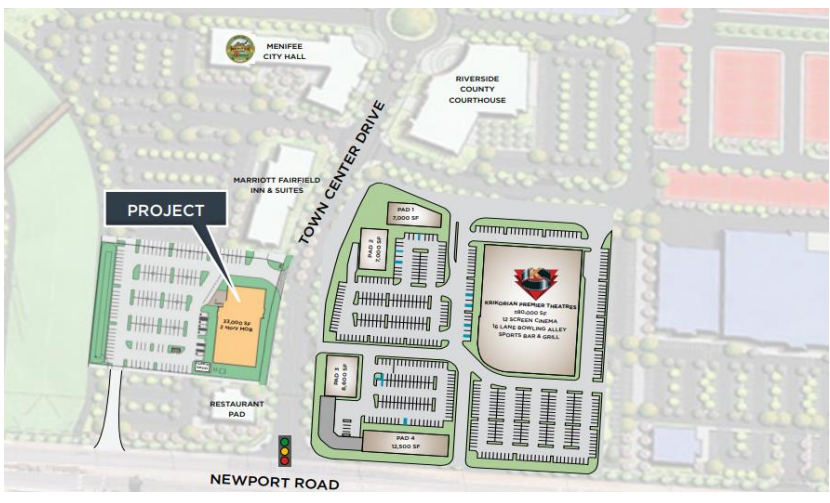 MENIFEE
CITY HALL
RIVERSIDE
COUNTY
COURTHOUSE
TOWN CENTER DRIVE
MARRIOTT FAIRFIELD
INN & SUITES
PROJECT
PAD 1
7,000 SF
PAD 2
7,000 SF
KRIKORIAN PREMIER THEATRES
±80,000 SF
12 SCREEN CINEMA
16 LANE BOWLING ALLEY
SPORTS BAR & GRILL
33,000 SF
2 Story MOB
PAD 3
8,800 SF
RESTAURANT
PAD
PAD 4
12,500 SF
NEWPORT ROAD